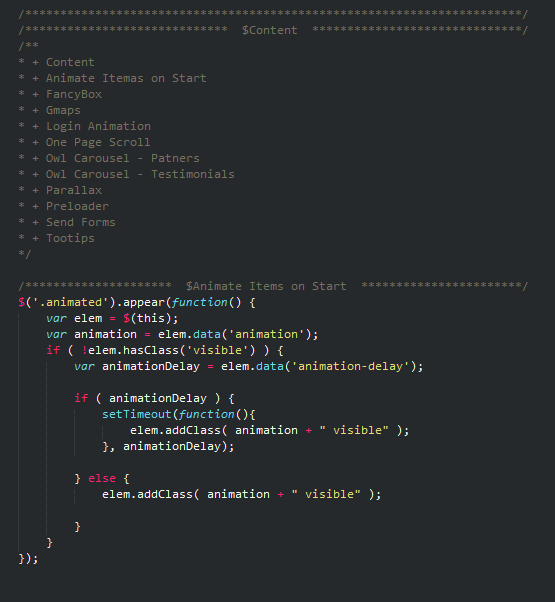 /***********************************************************************/
/*****************************  $Content  ******************************/
/**
* + Content
* + Animate Itemas on Start
* + FancyBox
* + Gmaps
* + Login Animation
* + One Page Scroll
* + Owl Carousel - Patners
* + Owl Carousel - Testimonials
* + Parallax
* + Preloader
* + Send Forms
* + Tootips
*/
/*********************  $Animate Items on Start  ***********************/
$('.animated').appear(function() {
    var elem = $(this);
    var animation = elem.data('animation');
    if ( !elem.hasClass('visible') ) {
        var animationDelay = elem.data('animation-delay');
        if ( animationDelay ) {
            setTimeout(function(){
                elem.addClass( animation + " visible" );
            }, animationDelay);
        } else {
            elem.addClass( animation + " visible" );
        }
    }
});